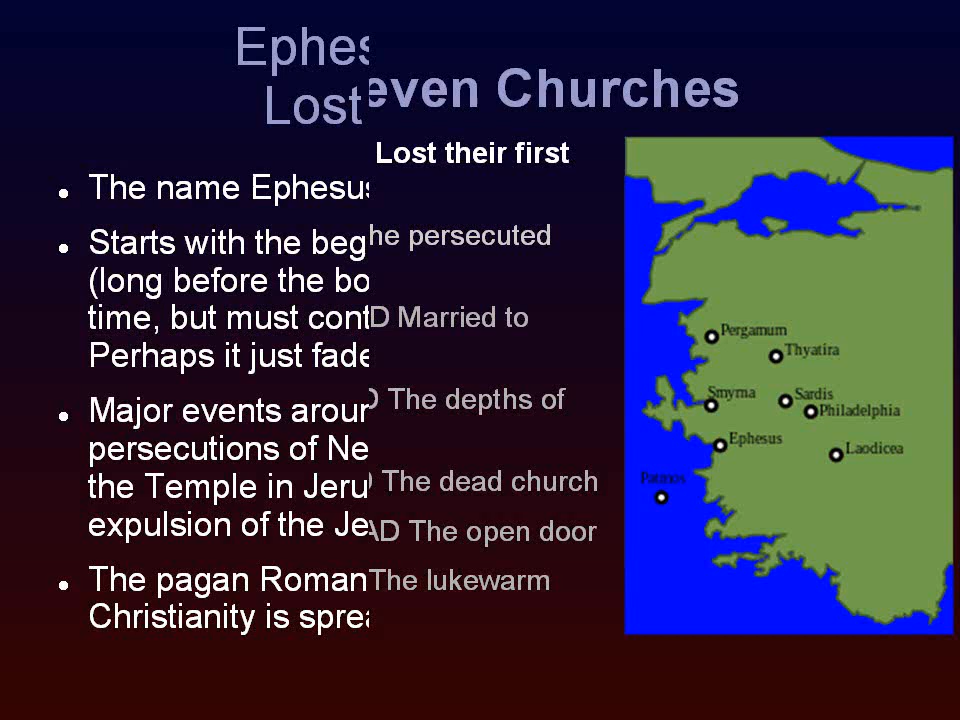 Ephes
Lost
even Churches
The name Ephesus
Starts with the beg
(long before the bo
time, but must cont
Perhaps it just fade
Major events arour
persecutions of Ne
the Temple in Jeru
expulsion of the Je
The pagan Roman
Christianity is sprea
Lost their first
he persecuted
D Married to
D The depths of
D The dead church
AD The open door
The lukewarm
Pergamum
Thyatira
Smyrna
Sardis
Philadelphia
Ephesus
Laodicea
Patmos